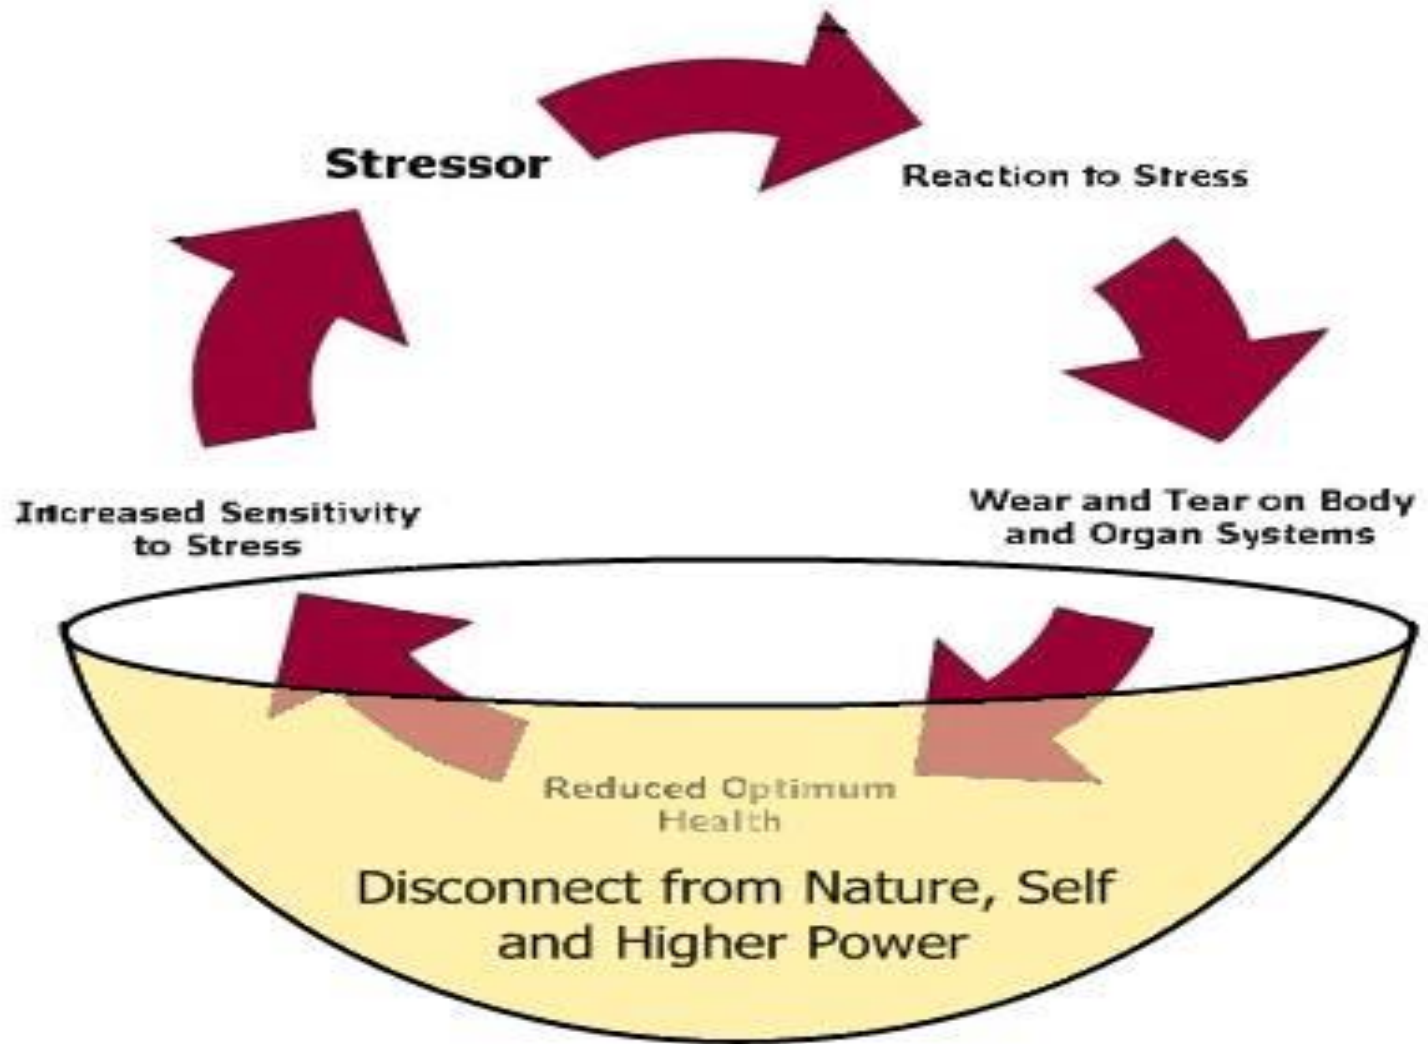 Stressor
Reaction to Stress
Wear and Tear on Body
and Organ Systems
Increased Sensitivity
to Stress
Reduced Optimum
Health
Disconnect from Nature, Self
and Higher Power